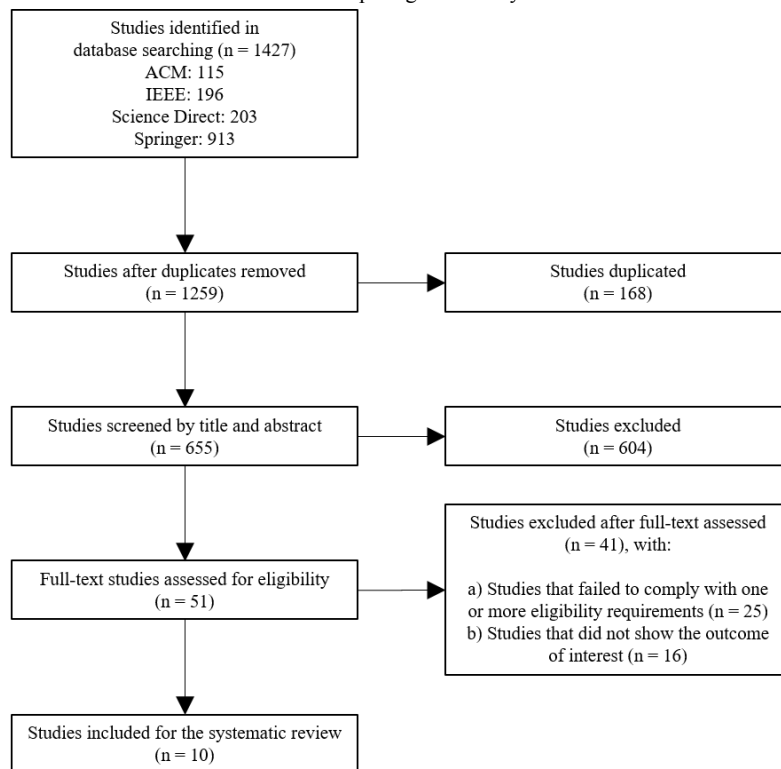 Studies identified in
database searching (n = 1427)
ACM: 115
IEEE: 196
Science Direct: 203
Springer: 913
Studies after duplicates removed
(n = 1259)
Studies duplicated
(n = 168)
Studies screened by title and abstract
(n = 655)
Studies excluded
(n = 604)
Full-text studies assessed for eligibility
(n = 51)
Studies excluded after full-text assessed
(n = 41), with:
a) Studies that failed to comply with one
or more eligibility requirements (n = 25)
b) Studies that did not show the outcome
of interest (n = 16)
Studies included for the systematic review
(n = 10)